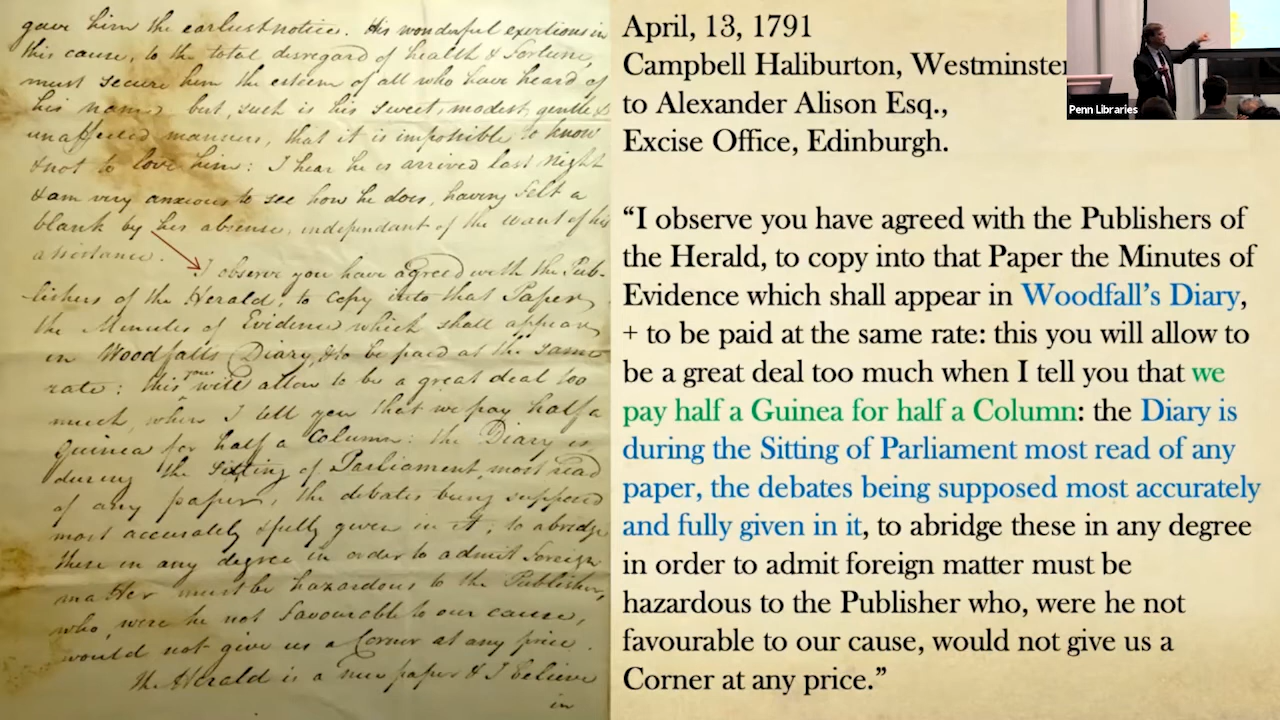 gave him the earliest notice. His wonderful exertions in
this cause, to the total disregard of health & Fortune,
must secure him the esteem of all who have heard of
his name; but, such is his sweet modest gentle &
unaffected manners, that it is impossible to know
& not to love him: I hear he is arrived last Night
& am very anxious to see how he does, having felt a
blank by his absence, independant of the want of his
assistance.
I observe you have agreed with the Pub-
lishers of the Herald, to copy into that Paper
the Minutes of Evidence which shall appear
in Woodfalls Diary, & to be paid at the same
rate: this you will allow to be a great deal too
much, when I tell you that we pay half a
Guinea for half a Column: the Diary is
during the Sitting of Parliament, most read
of any paper, the debates being supposed
most accurately & fully given in it, to abridge
these in any degree in order to admit foreign
matter must be hazardous to the Publisher,
who, were he not favourable to our cause,
would not give us a Corner at any price.
The Herald is a new paper & I believe
in
April, 13, 1791
Campbell Haliburton, Westminster
to Alexander Alison Esq.,
Excise Office, Edinburgh.
“I observe you have agreed with the Publishers of
the Herald, to copy into that Paper the Minutes of
Evidence which shall appear in Woodfall’s Diary,
+ to be paid at the same rate: this you will allow to
be a great deal too much when I tell you that we
pay half a Guinea for half a Column: the Diary is
during the Sitting of Parliament most read of any
paper, the debates being supposed most accurately
and fully given in it, to abridge these in any degree
in order to admit foreign matter must be
hazardous to the Publisher who, were he not
favourable to our cause, would not give us a
Corner at any price.”
Penn Libraries